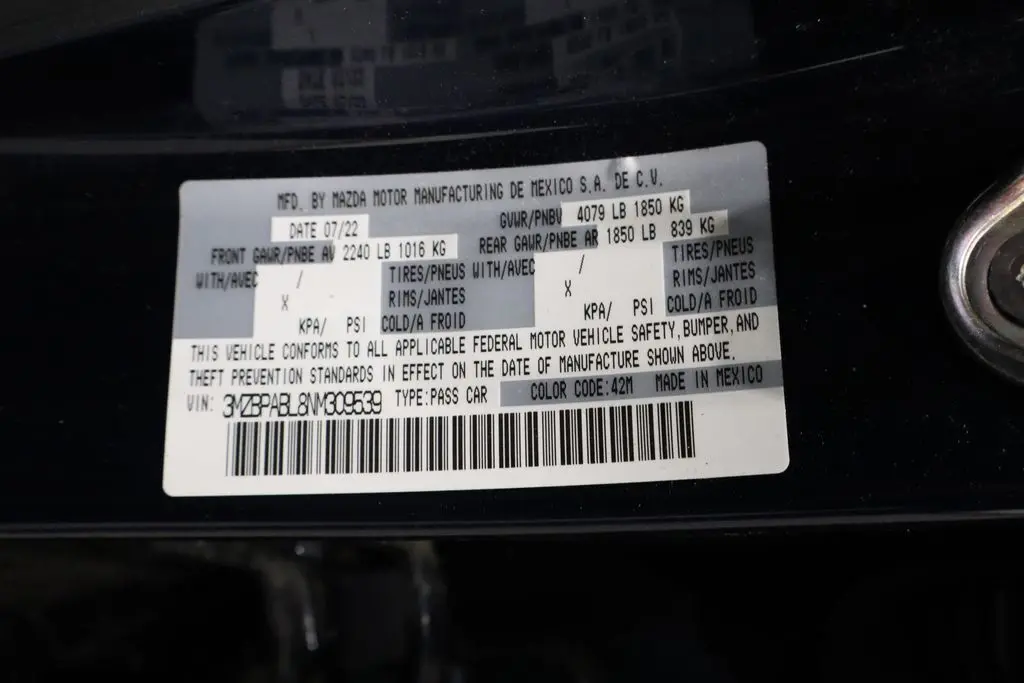 MFD. BY MAZDA MOTOR MANUFACTURING DE MEXICO S.A. DE C.V.
DATE 07/22 GVWR/PNBV 4079 LB 1850 KG
FRONT GAWR/PNBE AV 2240 LB 1016 KG REAR GAWR/PNBE AR 1850 LB 839 KG
WITH/AVEC / TIRES/PNEUS WITH/AVEC / TIRES/PNEUS
X RIMS/JANTES X RIMS/JANTES
KPA/ PSI COLD/A FROID KPA/ PSI COLD/A FROID
THIS VEHICLE CONFORMS TO ALL APPLICABLE FEDERAL MOTOR VEHICLE SAFETY, BUMPER, AND
THEFT PREVENTION STANDARDS IN EFFECT ON THE DATE OF MANUFACTURE SHOWN ABOVE.
VIN: 3MZBPABL8NM309539 TYPE:PASS CAR COLOR CODE:42M MADE IN MEXICO